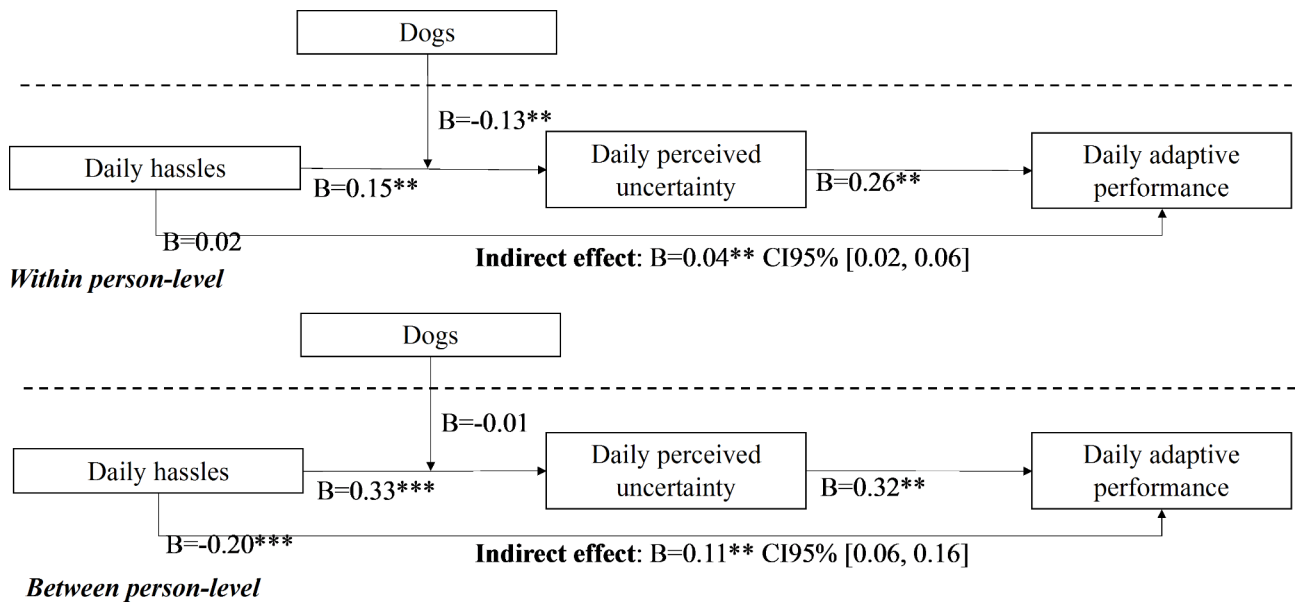 Dogs
B=-0.13**
Daily hassles
Daily perceived
uncertainty
Daily adaptive
performance
B=0.15**
B=0.26**
B=0.02
Indirect effect: B=0.04** CI95% [0.02, 0.06]
Within person-level
Dogs
B=-0.01
Daily hassles
Daily perceived
uncertainty
Daily adaptive
performance
B=0.33***
B=0.32**
B=-0.20***
Indirect effect: B=0.11** CI95% [0.06, 0.16]
Between person-level